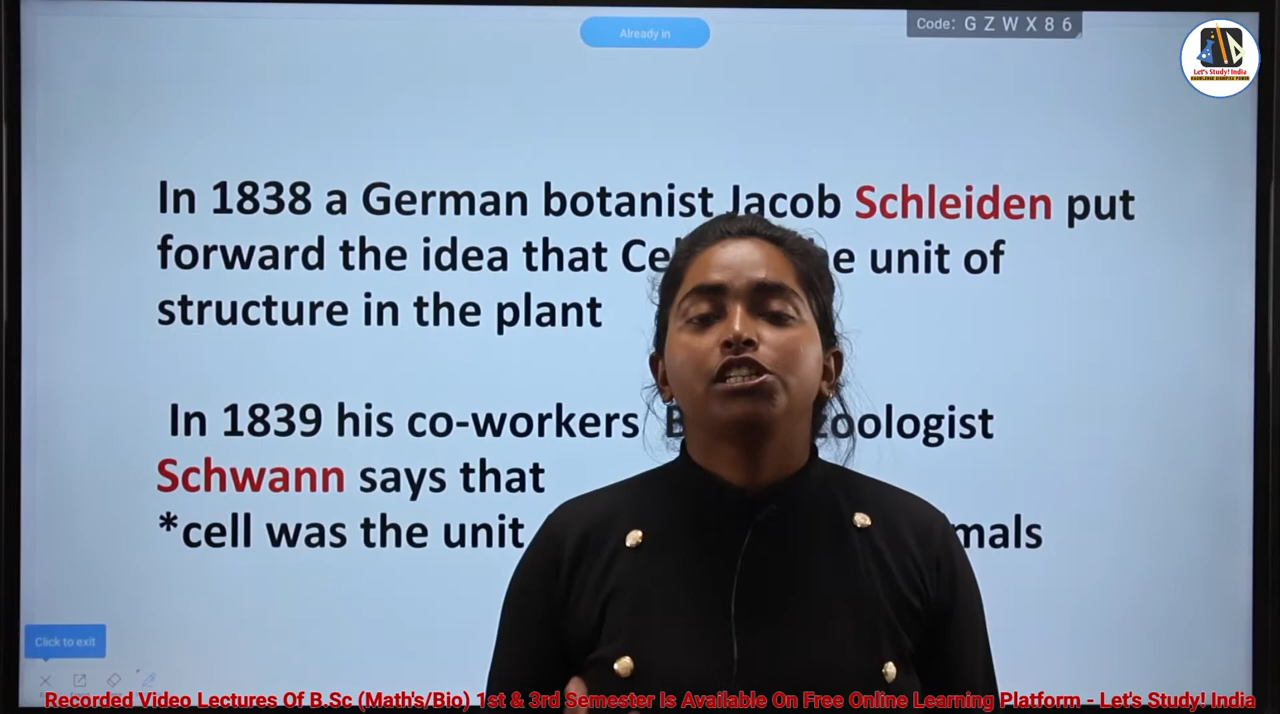 Already in
Code: G Z W X 8 6
Let's Study! India
KNOWLEDGE SIGNIFIES POWER
In 1838 a German botanist Jacob Schleiden put
forward the idea that unit of
structure in the plant
In 1839 his co-workers zoologist
Schwann says that
*cell was the unit
Click to exit
Recorded Video Lectures Of B.Sc (Math's/Bio) 1st & 3rd Semester Is Available On Free Online Learning Platform - Let's Study! India